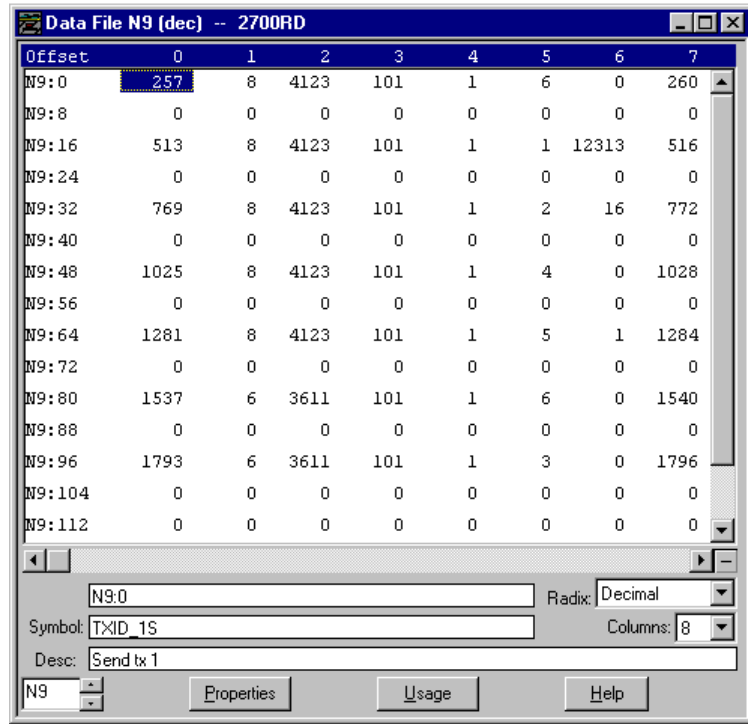 Data File N9 (dec) -- 2700RD
Offset 0 1 2 3 4 5 6 7
N9:0 257 8 4123 101 1 6 0 260
N9:8 0 0 0 0 0 0 0 0
N9:16 513 8 4123 101 1 1 12313 516
N9:24 0 0 0 0 0 0 0 0
N9:32 769 8 4123 101 1 2 16 772
N9:40 0 0 0 0 0 0 0 0
N9:48 1025 8 4123 101 1 4 0 1028
N9:56 0 0 0 0 0 0 0 0
N9:64 1281 8 4123 101 1 5 1 1284
N9:72 0 0 0 0 0 0 0 0
N9:80 1537 6 3611 101 1 6 0 1540
N9:88 0 0 0 0 0 0 0 0
N9:96 1793 6 3611 101 1 3 0 1796
N9:104 0 0 0 0 0 0 0 0
N9:112 0 0 0 0 0 0 0 0
N9:0 Radix: Decimal
Symbol: TXID_1S Columns: 8
Desc: Send tx 1
N9 Properties Usage Help